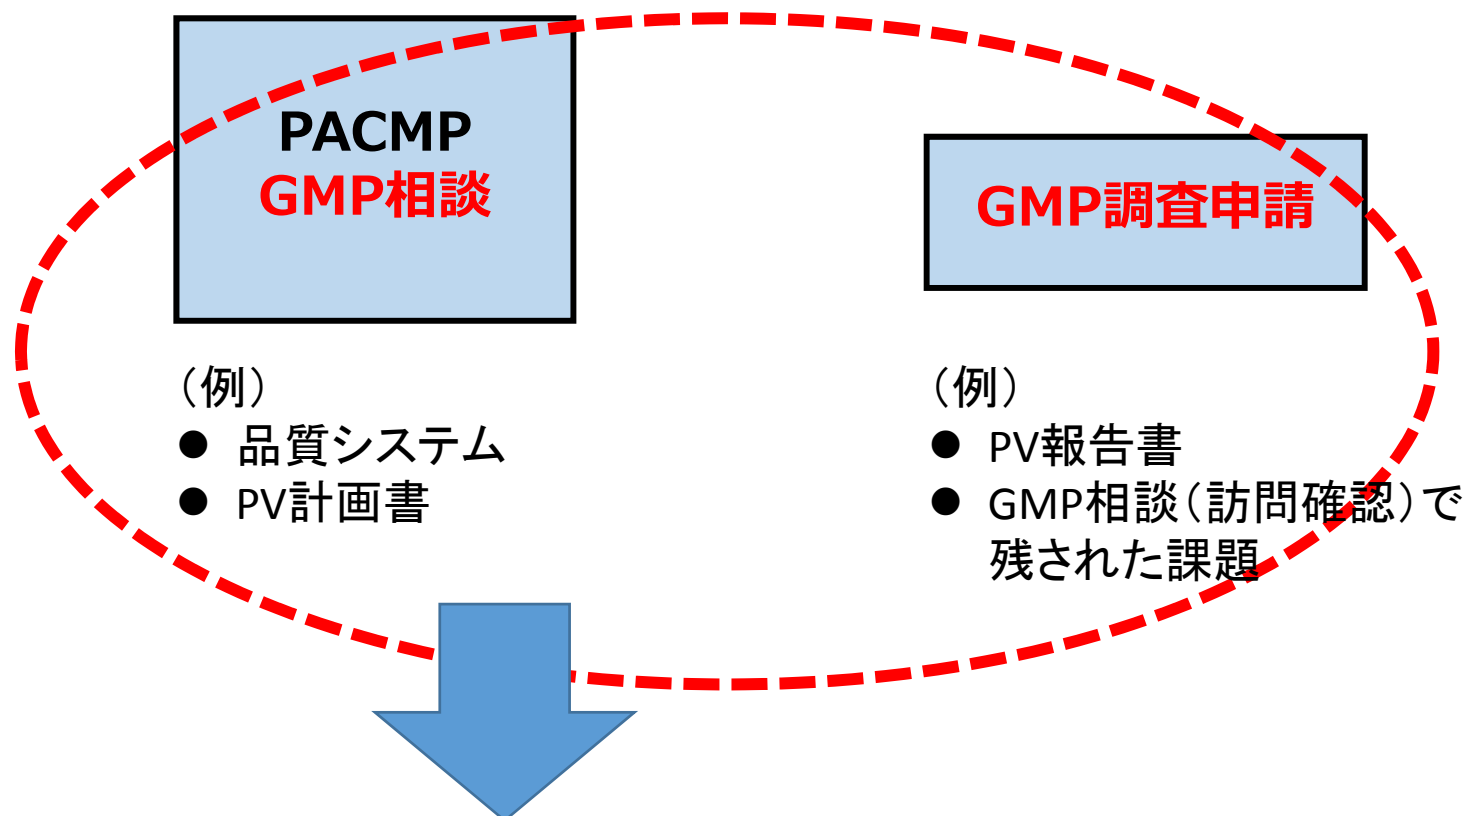 PACMP
GMP相談
GMP調査申請
（例）
● 品質システム
● PV計画書
（例）
● PV報告書
● GMP相談（訪問確認）で
残された課題